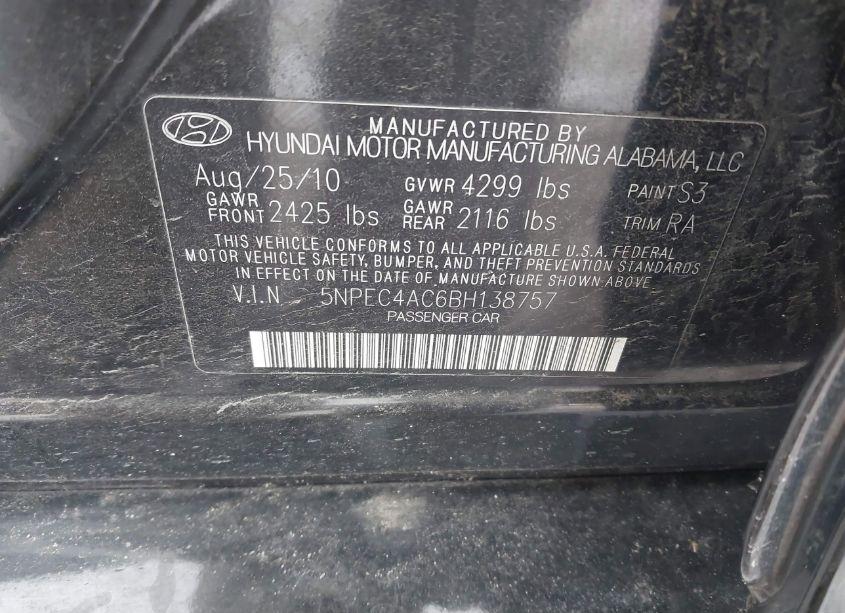 MANUFACTURED BY
HYUNDAI MOTOR MANUFACTURING ALABAMA, LLC
Aug/25/10 GVWR 4299 lbs PAINT S3
GAWR FRONT 2425 lbs GAWR REAR 2116 lbs TRIM RA
THIS VEHICLE CONFORMS TO ALL APPLICABLE U.S.A. FEDERAL
MOTOR VEHICLE SAFETY, BUMPER, AND THEFT PREVENTION STANDARDS
IN EFFECT ON THE DATE OF MANUFACTURE SHOWN ABOVE
V.I.N 5NPEC4AC6BH138757
PASSENGER CAR